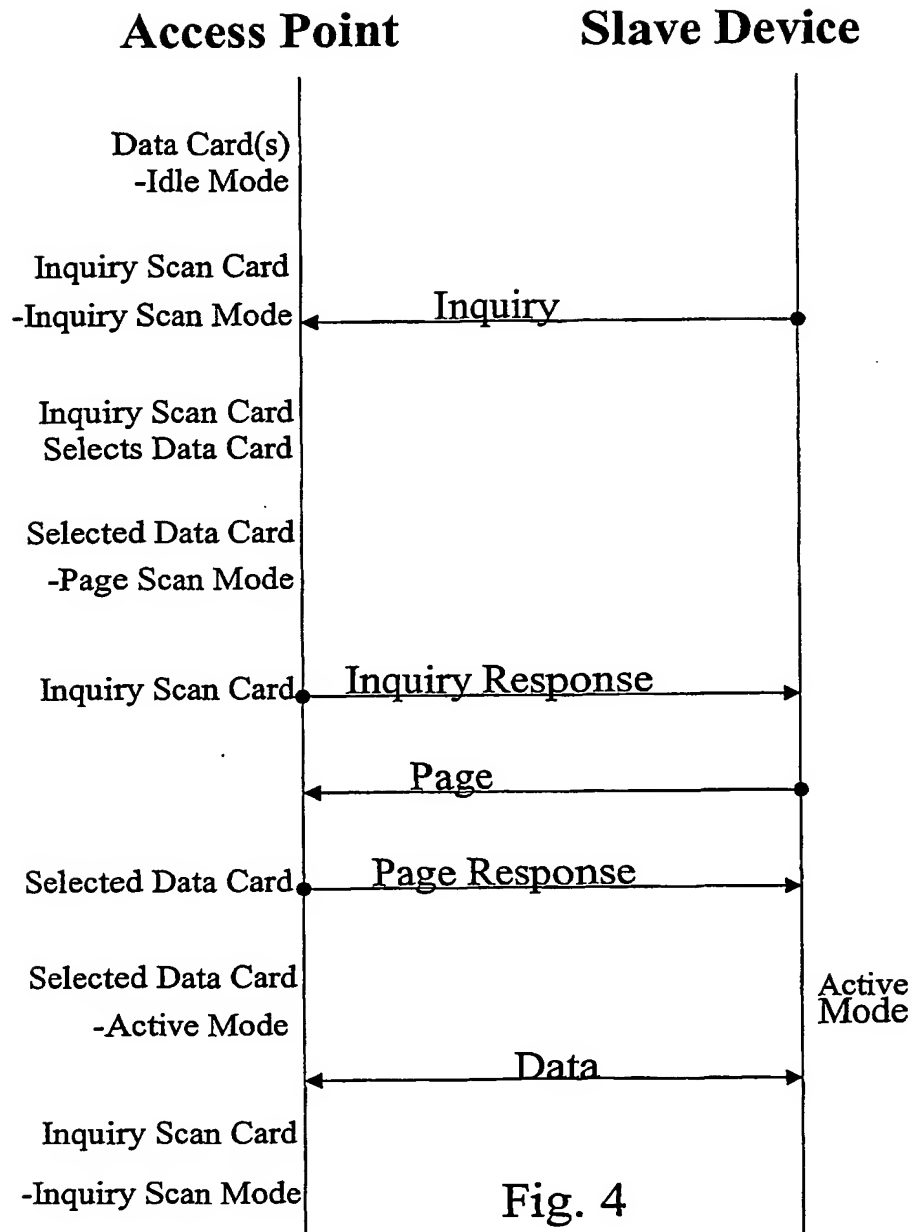 Access Point
Slave Device
Data Card(s)
-Idle Mode
Inquiry Scan Card
-Inquiry Scan Mode
Inquiry
Inquiry Scan Card
Selects Data Card
Selected Data Card
-Page Scan Mode
Inquiry Scan Card
Inquiry Response
Page
Selected Data Card
Page Response
Selected Data Card
-Active Mode
Active
Mode
Data
Inquiry Scan Card
-Inquiry Scan Mode
Fig. 4